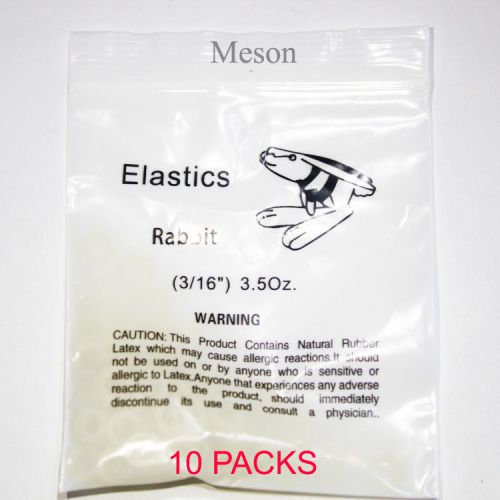 Meson
Elastics
Rabbit
(3/16") 3.5Oz.
WARNING
CAUTION: This Product Contains Natural Rubber
Latex which may cause allergic reactions.It should
not be used on or by anyone who is sensitive or
allergic to Latex.Anyone that experiences any adverse
reaction to the product, should immediately
discontinue its use and consult a physician..
10 PACKS